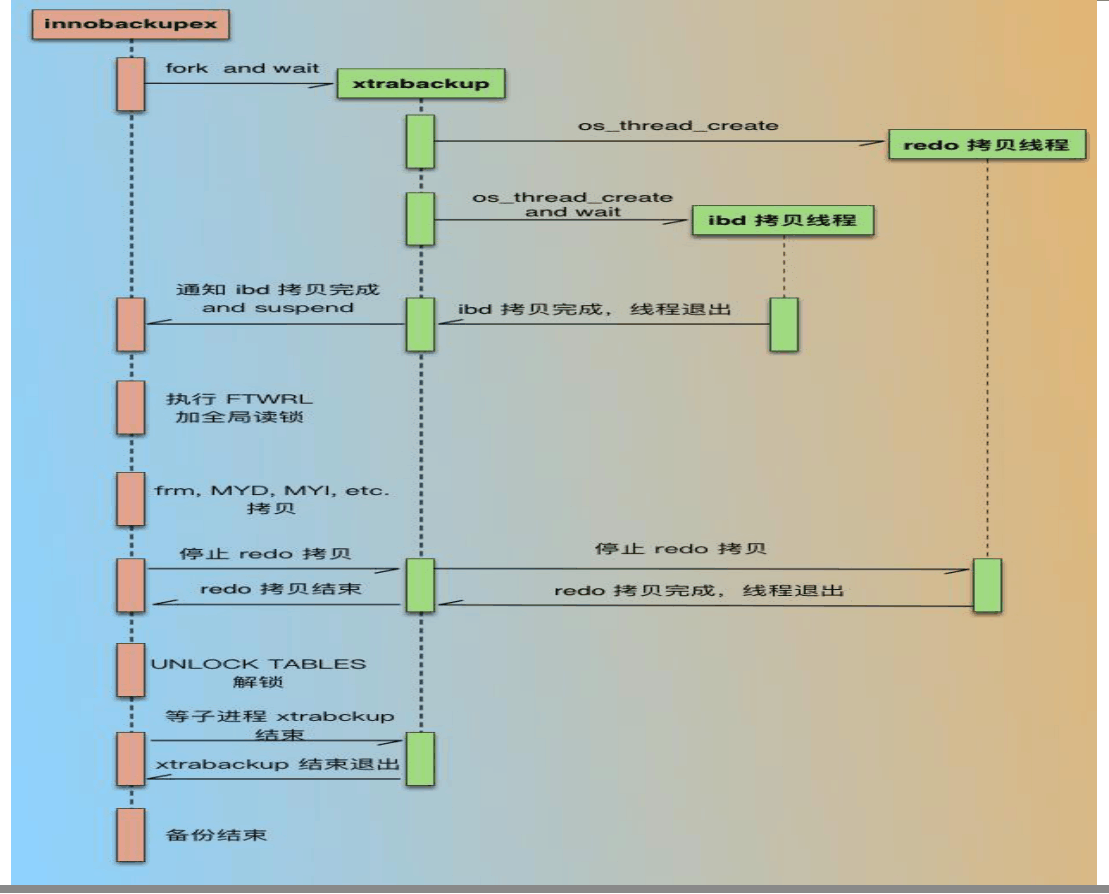 innobackupex
fork and wait
xtrabackup
os_thread_create
redo 拷贝线程
os_thread_create
and wait
ibd 拷贝线程
通知 ibd 拷贝完成
and suspend
ibd 拷贝完成，线程退出
执行 FTWRL
加全局读锁
frm, MYD, MYI, etc.
拷贝
停止 redo 拷贝
停止 redo 拷贝
redo 拷贝结束
redo 拷贝完成，线程退出
UNLOCK TABLES
解锁
等子进程 xtrabckup
结束
xtrabackup 结束退出
备份结束